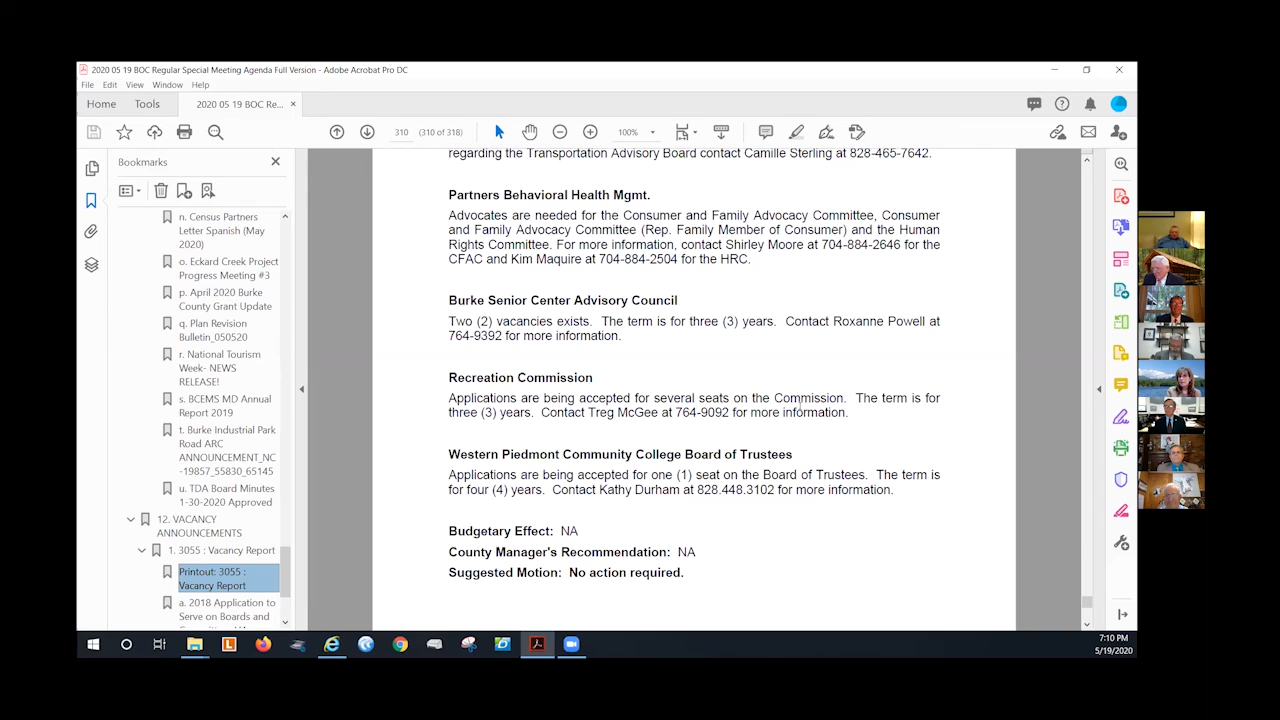 2020 05 19 BOC Regular Special Meeting Agenda Full Version - Adobe Acrobat Pro DC
File Edit View Window Help
Home Tools 2020 05 19 BOC Re... ×
310 (310 of 318) 100%
Bookmarks
n. Census Partners
Letter Spanish (May
2020)
o. Eckard Creek Project
Progress Meeting #3
p. April 2020 Burke
County Grant Update
q. Plan Revision
Bulletin_050520
r. National Tourism
Week- NEWS
RELEASE!
s. BCEMS MD Annual
Report 2019
t. Burke Industrial Park
Road ARC
ANNOUNCEMENT_NC
-19857_55830_65145
u. TDA Board Minutes
1-30-2020 Approved
12. VACANCY
ANNOUNCEMENTS
1. 3055 : Vacancy Report
Printout: 3055 :
Vacancy Report
a. 2018 Application to
Serve on Boards and
regarding the Transportation Advisory Board contact Camille Sterling at 828-465-7642.
Partners Behavioral Health Mgmt.
Advocates are needed for the Consumer and Family Advocacy Committee, Consumer
and Family Advocacy Committee (Rep. Family Member of Consumer) and the Human
Rights Committee. For more information, contact Shirley Moore at 704-884-2646 for the
CFAC and Kim Maquire at 704-884-2504 for the HRC.
Burke Senior Center Advisory Council
Two (2) vacancies exists. The term is for three (3) years. Contact Roxanne Powell at
764-9392 for more information.
Recreation Commission
Applications are being accepted for several seats on the Commission. The term is for
three (3) years. Contact Treg McGee at 764-9092 for more information.
Western Piedmont Community College Board of Trustees
Applications are being accepted for one (1) seat on the Board of Trustees. The term is
for four (4) years. Contact Kathy Durham at 828.448.3102 for more information.
Budgetary Effect: NA
County Manager's Recommendation: NA
Suggested Motion: No action required.
7:10 PM
5/19/2020